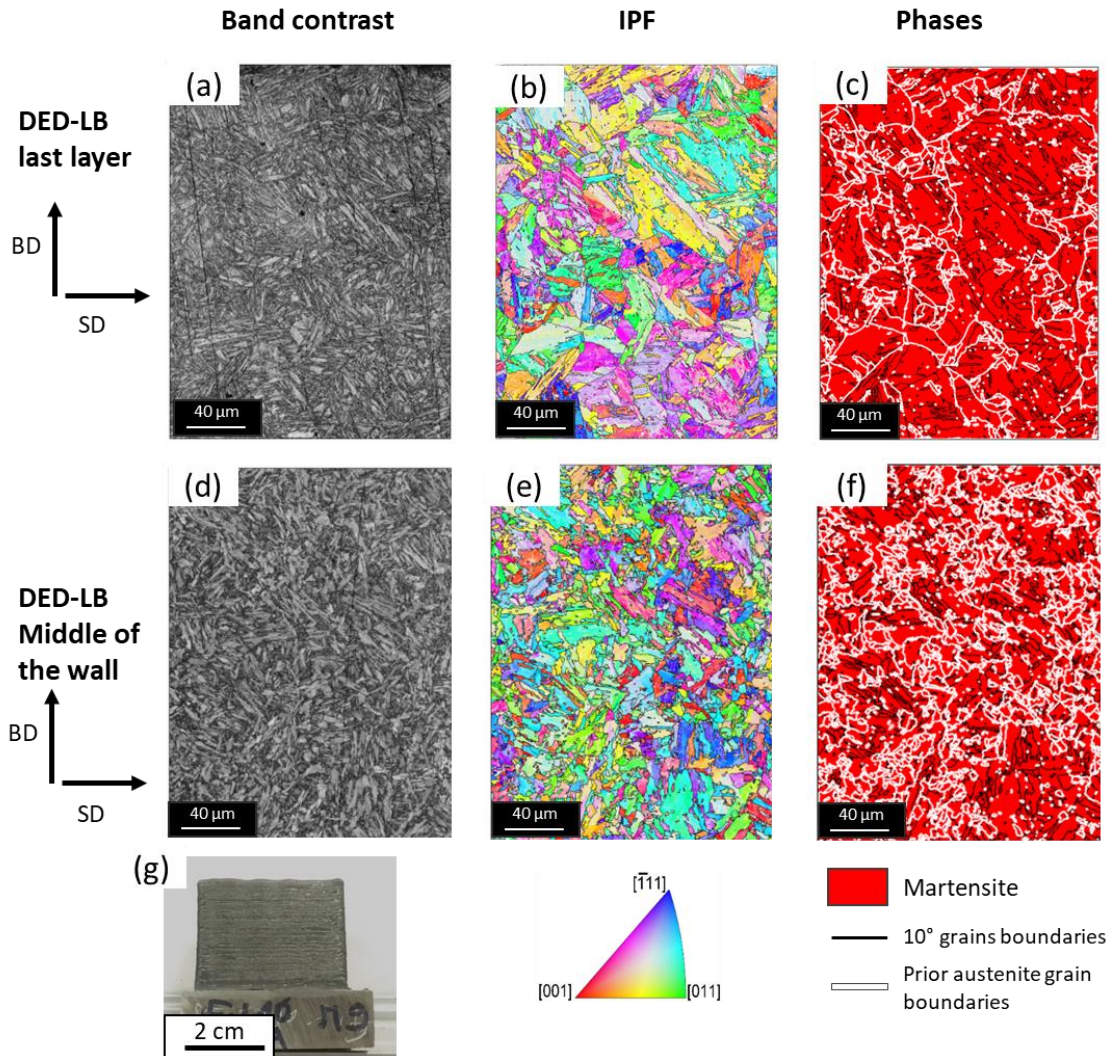 Band contrast
IPF
Phases
(a)
(b)
(c)
DED-LB
last layer
BD
SD
40 µm
40 µm
40 µm
(d)
(e)
(f)
DED-LB
Middle of
the wall
BD
SD
40 µm
40 µm
40 µm
(g)
2 cm
[1̅11]
[001]
[011]
Martensite
10° grains boundaries
Prior austenite grain
boundaries